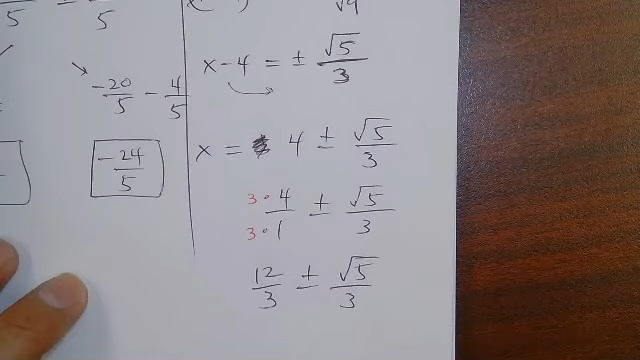 5 ± 5
-20/5 - 4/5
-24/5
√9
x - 4 = ± √5/3
x = 4 ± √5/3
3 · 4/3 · 1 ± √5/3
12/3 ± √5/3